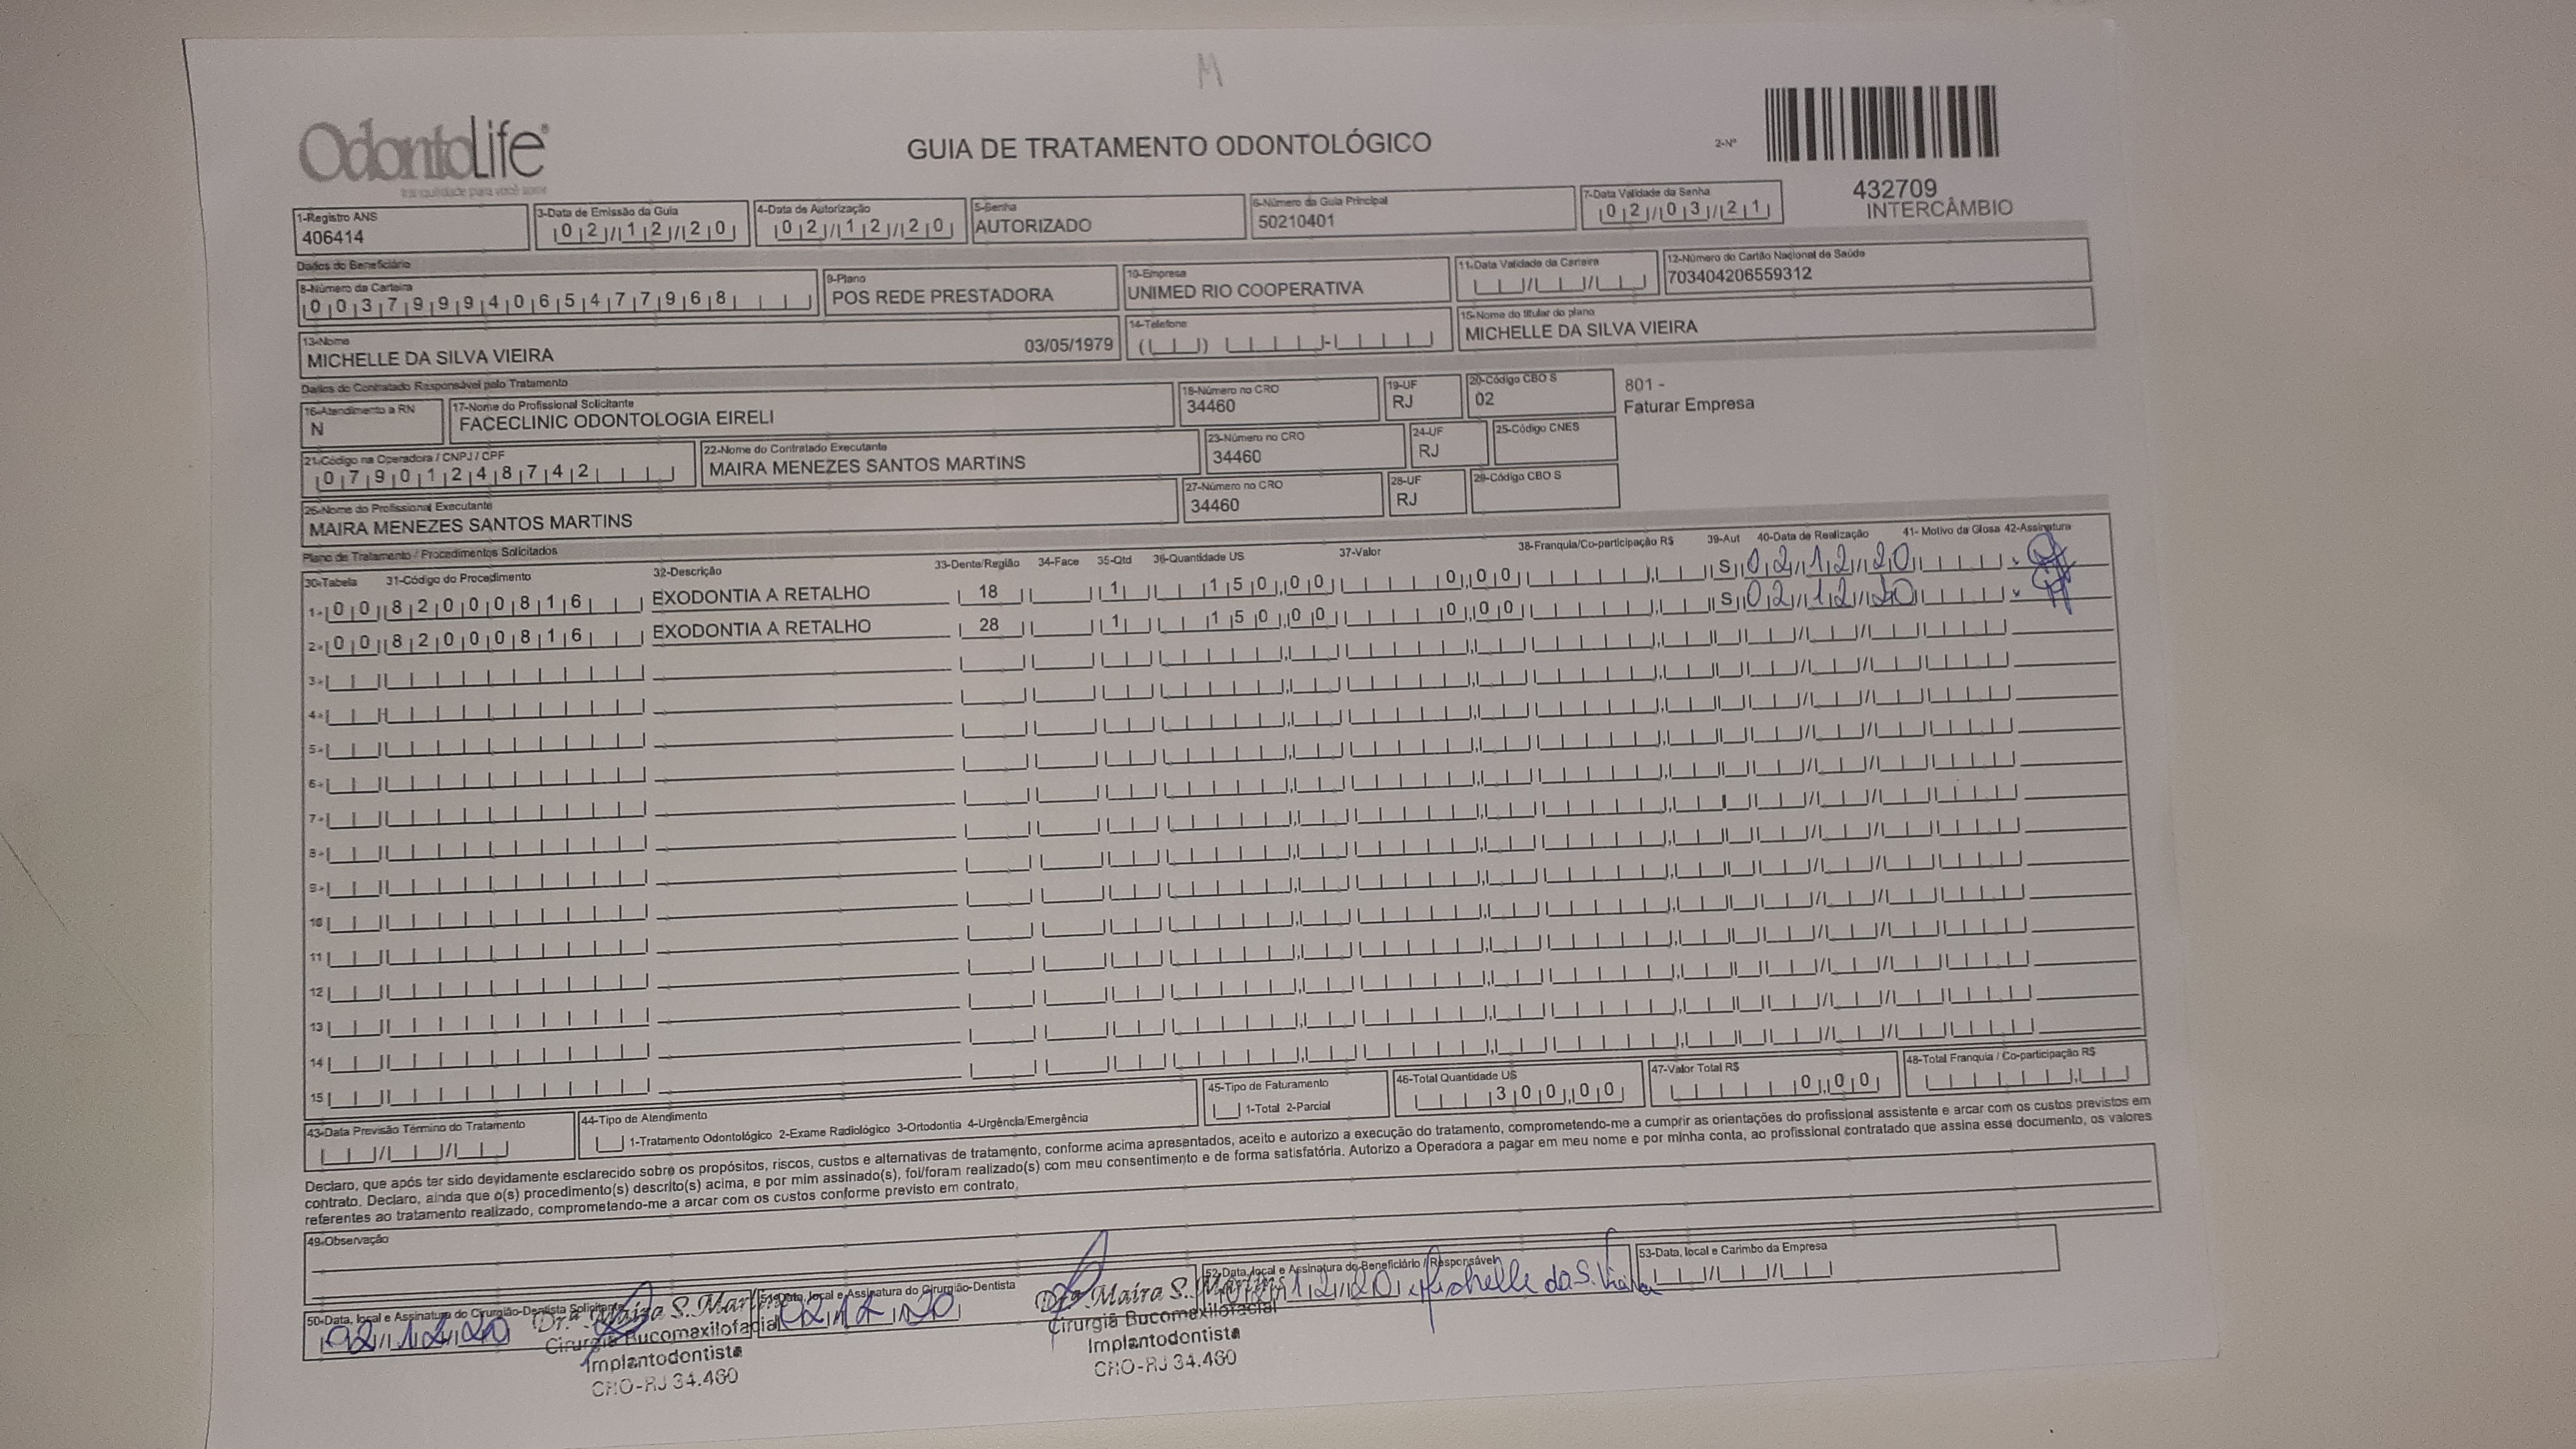 M
OdontoLife®
tranquilidade para você sorrir
GUIA DE TRATAMENTO ODONTOLÓGICO
2-Nº
432709
INTERCÂMBIO
1-Registro ANS
406414
3-Data de Emissão da Guia
02/12/20
4-Data de Autorização
02/12/20
5-Senha
AUTORIZADO
6-Número da Guia Principal
50210401
7-Data Validade da Senha
02/03/21
Dados do Beneficiário
8-Número da Carteira
00379994065477968
9-Plano
POS REDE PRESTADORA
10-Empresa
UNIMED RIO COOPERATIVA
11-Data Validade da Carteira
12-Número do Cartão Nacional de Saúde
703404206559312
13-Nome
MICHELLE DA SILVA VIEIRA 03/05/1979
14-Telefone
15-Nome do titular do plano
MICHELLE DA SILVA VIEIRA
Dados do Contratado Responsável pelo Tratamento
16-Atendimento a RN
N
17-Nome do Profissional Solicitante
FACECLINIC ODONTOLOGIA EIRELI
18-Número no CRO
34460
19-UF
RJ
20-Código CBO S
02
801 -
Faturar Empresa
21-Código na Operadora / CNPJ / CPF
07901248742
22-Nome do Contratado Executante
MAIRA MENEZES SANTOS MARTINS
23-Número no CRO
34460
24-UF
RJ
25-Código CNES
26-Nome do Profissional Executante
MAIRA MENEZES SANTOS MARTINS
27-Número no CRO
34460
28-UF
RJ
29-Código CBO S
Plano de Tratamento / Procedimentos Solicitados
30-Tabela 31-Código do Procedimento 32-Descrição 33-Dente/Região 34-Face 35-Qtd 36-Quantidade US 37-Valor 38-Franquia/Co-participação R$ 39-Aut 40-Data de Realização 41- Motivo da Glosa 42-Assinatura
1- 00 82000816 EXODONTIA A RETALHO 18 1 150,00 0,00 S 02/12/20
2- 00 82000816 EXODONTIA A RETALHO 28 1 150,00 0,00 S 02/12/20
3-
4-
5-
6-
7-
8-
9-
10
11
12
13
14
15
43-Data Previsão Término do Tratamento
44-Tipo de Atendimento
1-Tratamento Odontológico 2-Exame Radiológico 3-Ortodontia 4-Urgência/Emergência
45-Tipo de Faturamento
1-Total 2-Parcial
46-Total Quantidade US
300,00
47-Valor Total R$
0,00
48-Total Franquia / Co-participação R$
Declaro, que após ter sido devidamente esclarecido sobre os propósitos, riscos, custos e alternativas de tratamento, conforme acima apresentados, aceito e autorizo a execução do tratamento, comprometendo-me a cumprir as orientações do profissional assistente e arcar com os custos previstos em
contrato. Declaro, ainda que o(s) procedimento(s) descrito(s) acima, e por mim assinado(s), foi/foram realizado(s) com meu consentimento e de forma satisfatória. Autorizo a Operadora a pagar em meu nome e por minha conta, ao profissional contratado que assina esse documento, os valores
referentes ao tratamento realizado, comprometendo-me a arcar com os custos conforme previsto em contrato.
49-Observação
50-Data, local e Assinatura do Cirurgião-Dentista Solicitante
02/12/20
Drª Maira S. Martins
Cirurgiã Bucomaxilofacial
Implantodentista
CRO-RJ 34.460
51-Data, local e Assinatura do Cirurgião-Dentista
02/12/20
Drª Maira S. Martins
Cirurgiã Bucomaxilofacial
Implantodentista
CRO-RJ 34.460
52-Data, local e Assinatura do Beneficiário / Responsável
12/20 Michelle da S. Vieira
53-Data, local e Carimbo da Empresa